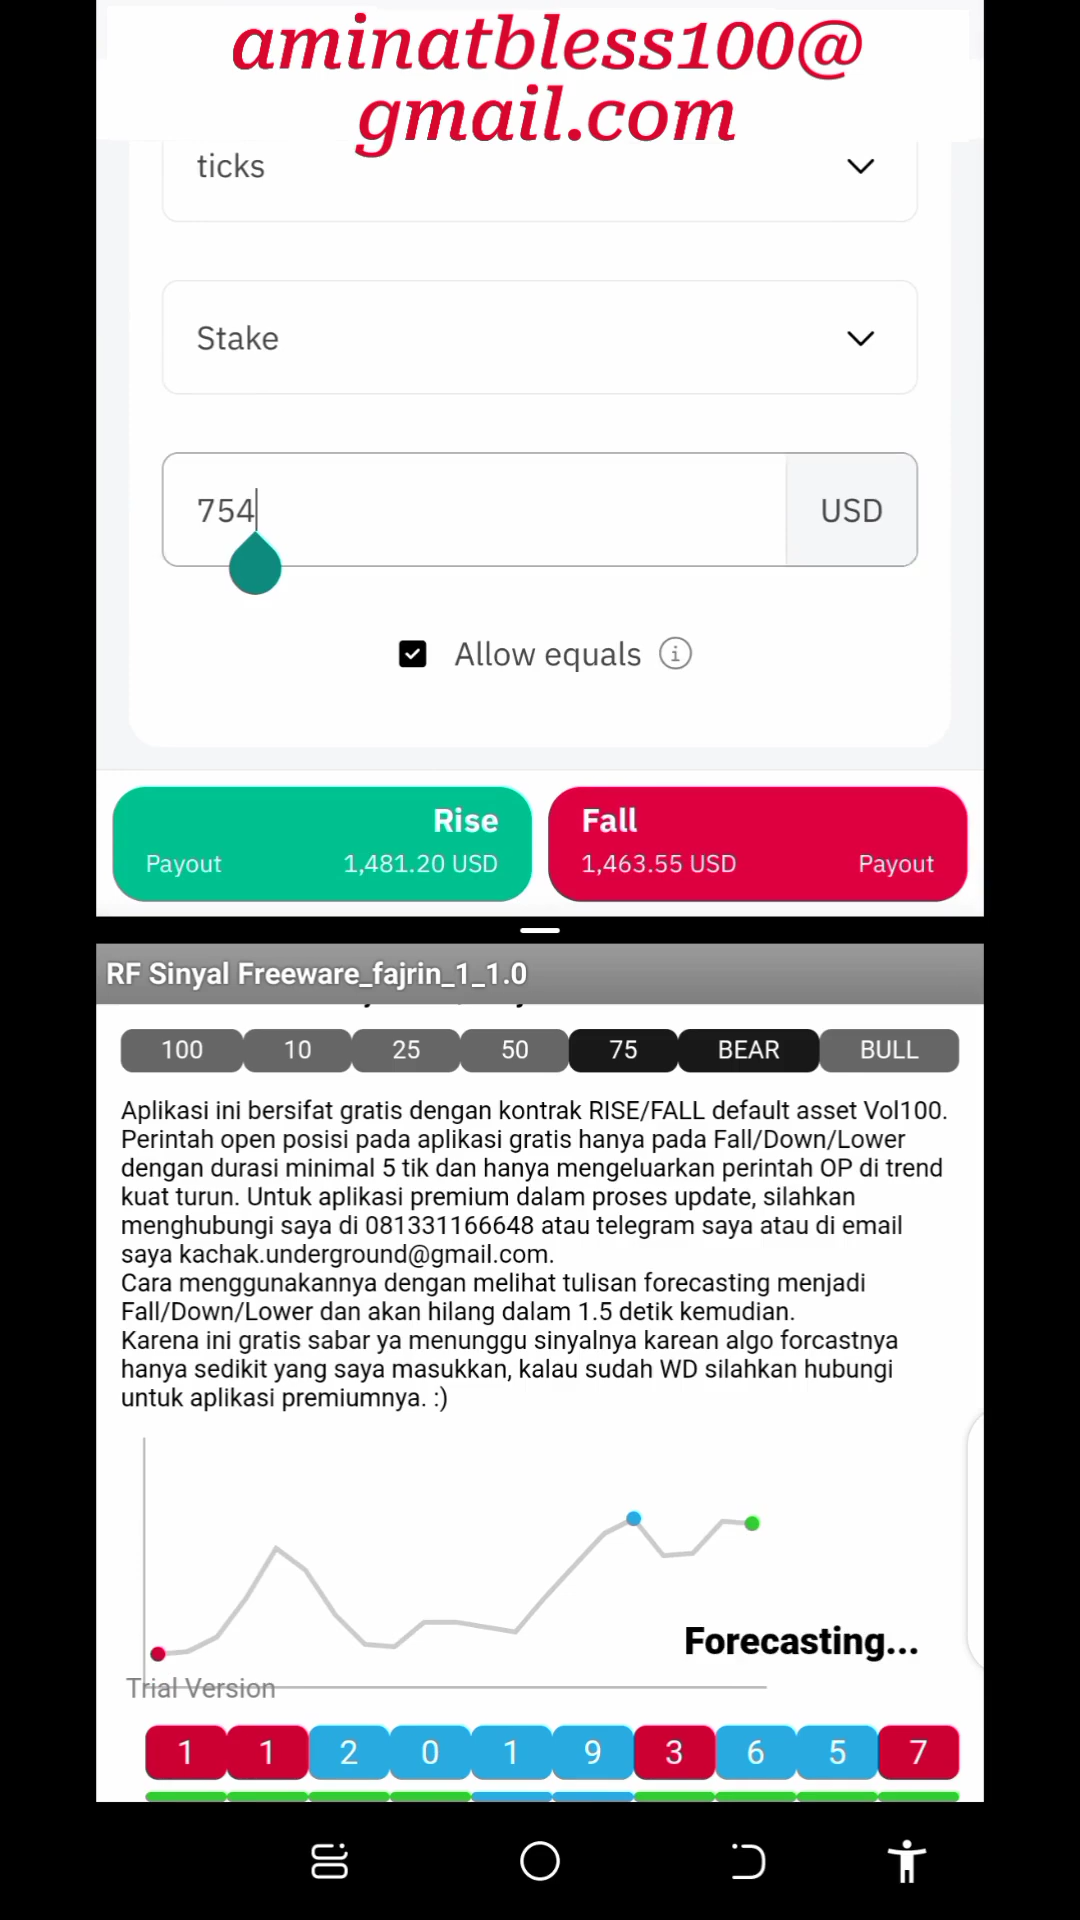 aminatbless100@
gmail.com
ticks
Stake
754 USD
Allow equals
Rise
Payout 1,481.20 USD
Fall
1,463.55 USD Payout
RF Sinyal Freeware_fajrin_1_1.0
100 10 25 50 75 BEAR BULL
Aplikasi ini bersifat gratis dengan kontrak RISE/FALL default asset Vol100.
Perintah open posisi pada aplikasi gratis hanya pada Fall/Down/Lower
dengan durasi minimal 5 tik dan hanya mengeluarkan perintah OP di trend
kuat turun. Untuk aplikasi premium dalam proses update, silahkan
menghubungi saya di 081331166648 atau telegram saya atau di email
saya kachak.underground@gmail.com.
Cara menggunakannya dengan melihat tulisan forecasting menjadi
Fall/Down/Lower dan akan hilang dalam 1.5 detik kemudian.
Karena ini gratis sabar ya menunggu sinyalnya karean algo forcastnya
hanya sedikit yang saya masukkan, kalau sudah WD silahkan hubungi
untuk aplikasi premiumnya. :)
Forecasting...
Trial Version
1 1 2 0 1 9 3 6 5 7